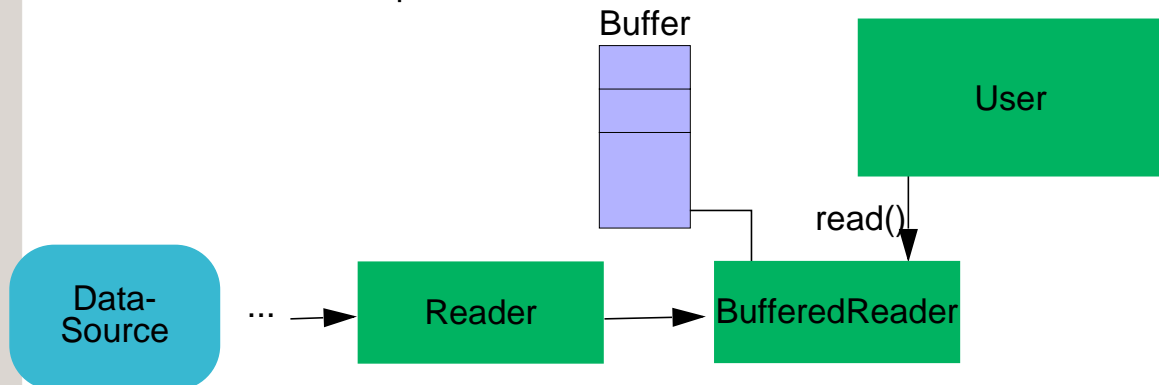 Buffer
User
read()
Data-
Source
...
Reader
BufferedReader